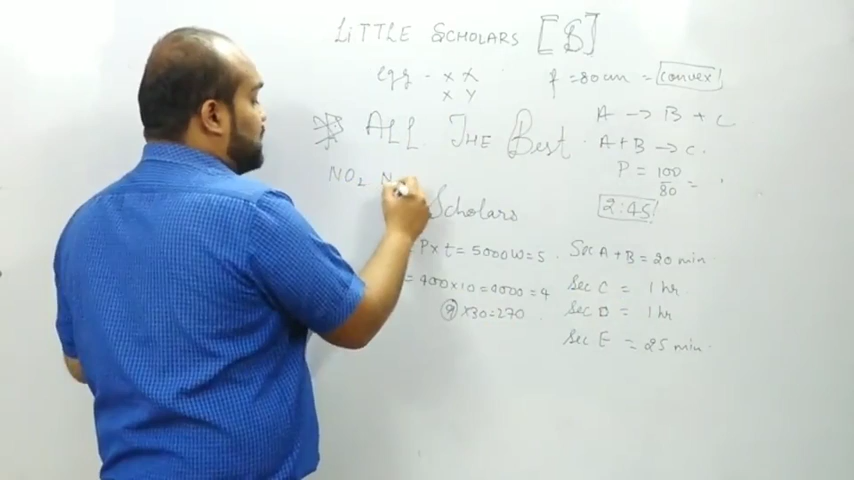 LiTTLE SCHOLARS [S]
egg - x x
x y
f = 80 cm = convex!
ALL THE Best.
A → B + C
A + B → C.
P = 100
80 =
NO2 N
Scholars
2:45!
P x t = 5000W = 5.
= 400 x 10 = 4000 = 4
9 x 30 = 270
Sec A + B = 20 min.
Sec C = 1 hr.
Sec D = 1 hr
Sec E = 25 min.